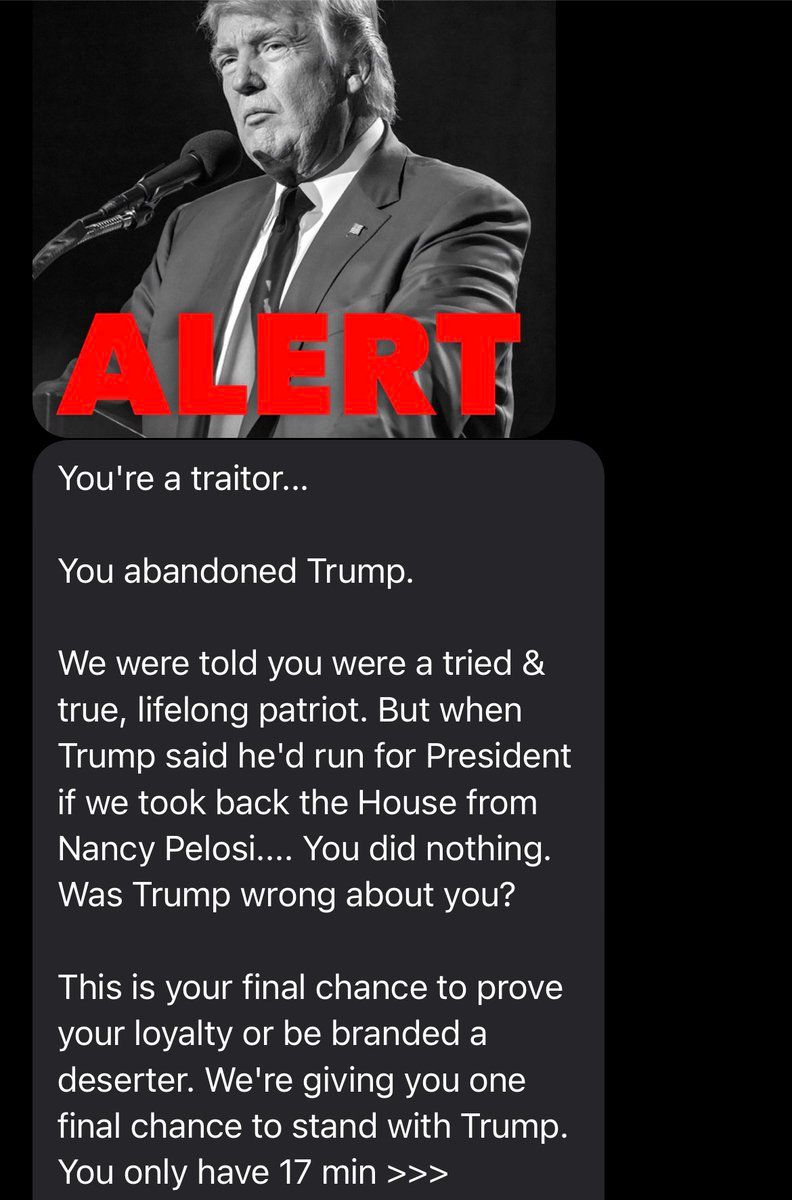 ALERT
You're a traitor...
You abandoned Trump.
We were told you were a tried &
true, lifelong patriot. But when
Trump said he'd run for President
if we took back the House from
Nancy Pelosi.... You did nothing.
Was Trump wrong about you?
This is your final chance to prove
your loyalty or be branded a
deserter. We're giving you one
final chance to stand with Trump.
You only have 17 min >>>